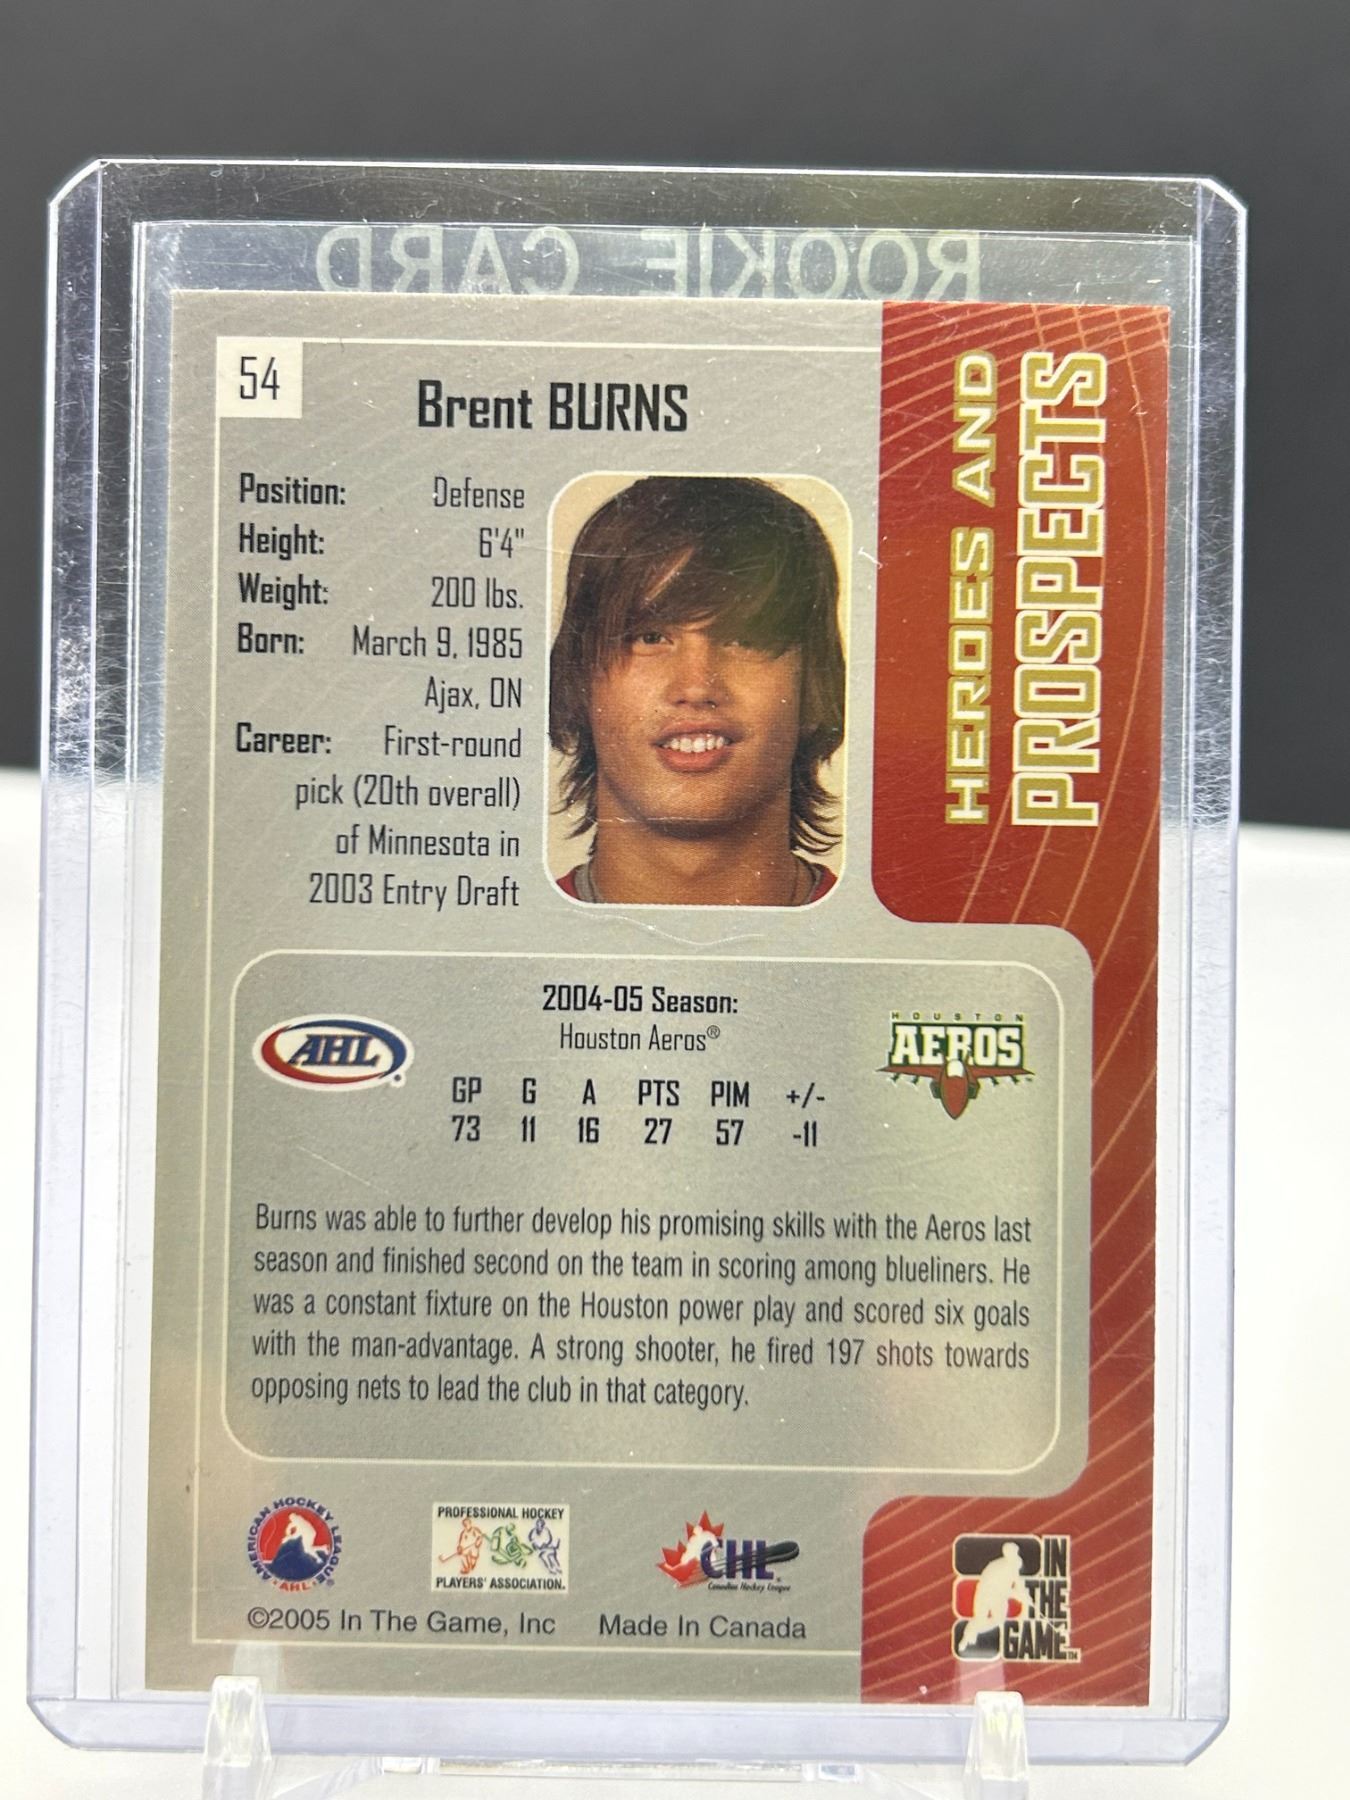 ROOKIE CARD
54
Brent BURNS
HEROES AND
PROSPECTS
Position: Defense
Height: 6'4"
Weight: 200 lbs.
Born: March 9, 1985
Ajax, ON
Career: First-round
pick (20th overall)
of Minnesota in
2003 Entry Draft
2004-05 Season:
Houston Aeros®
AHL
HOUSTON
AEROS
GP G A PTS PIM +/-
73 11 16 27 57 -11
Burns was able to further develop his promising skills with the Aeros last
season and finished second on the team in scoring among blueliners. He
was a constant fixture on the Houston power play and scored six goals
with the man-advantage. A strong shooter, he fired 197 shots towards
opposing nets to lead the club in that category.
AMERICAN HOCKEY LEAGUE
AHL
PROFESSIONAL HOCKEY
PLAYERS' ASSOCIATION.
CHL
Canadian Hockey League
IN
THE
GAME™
©2005 In The Game, Inc Made In Canada